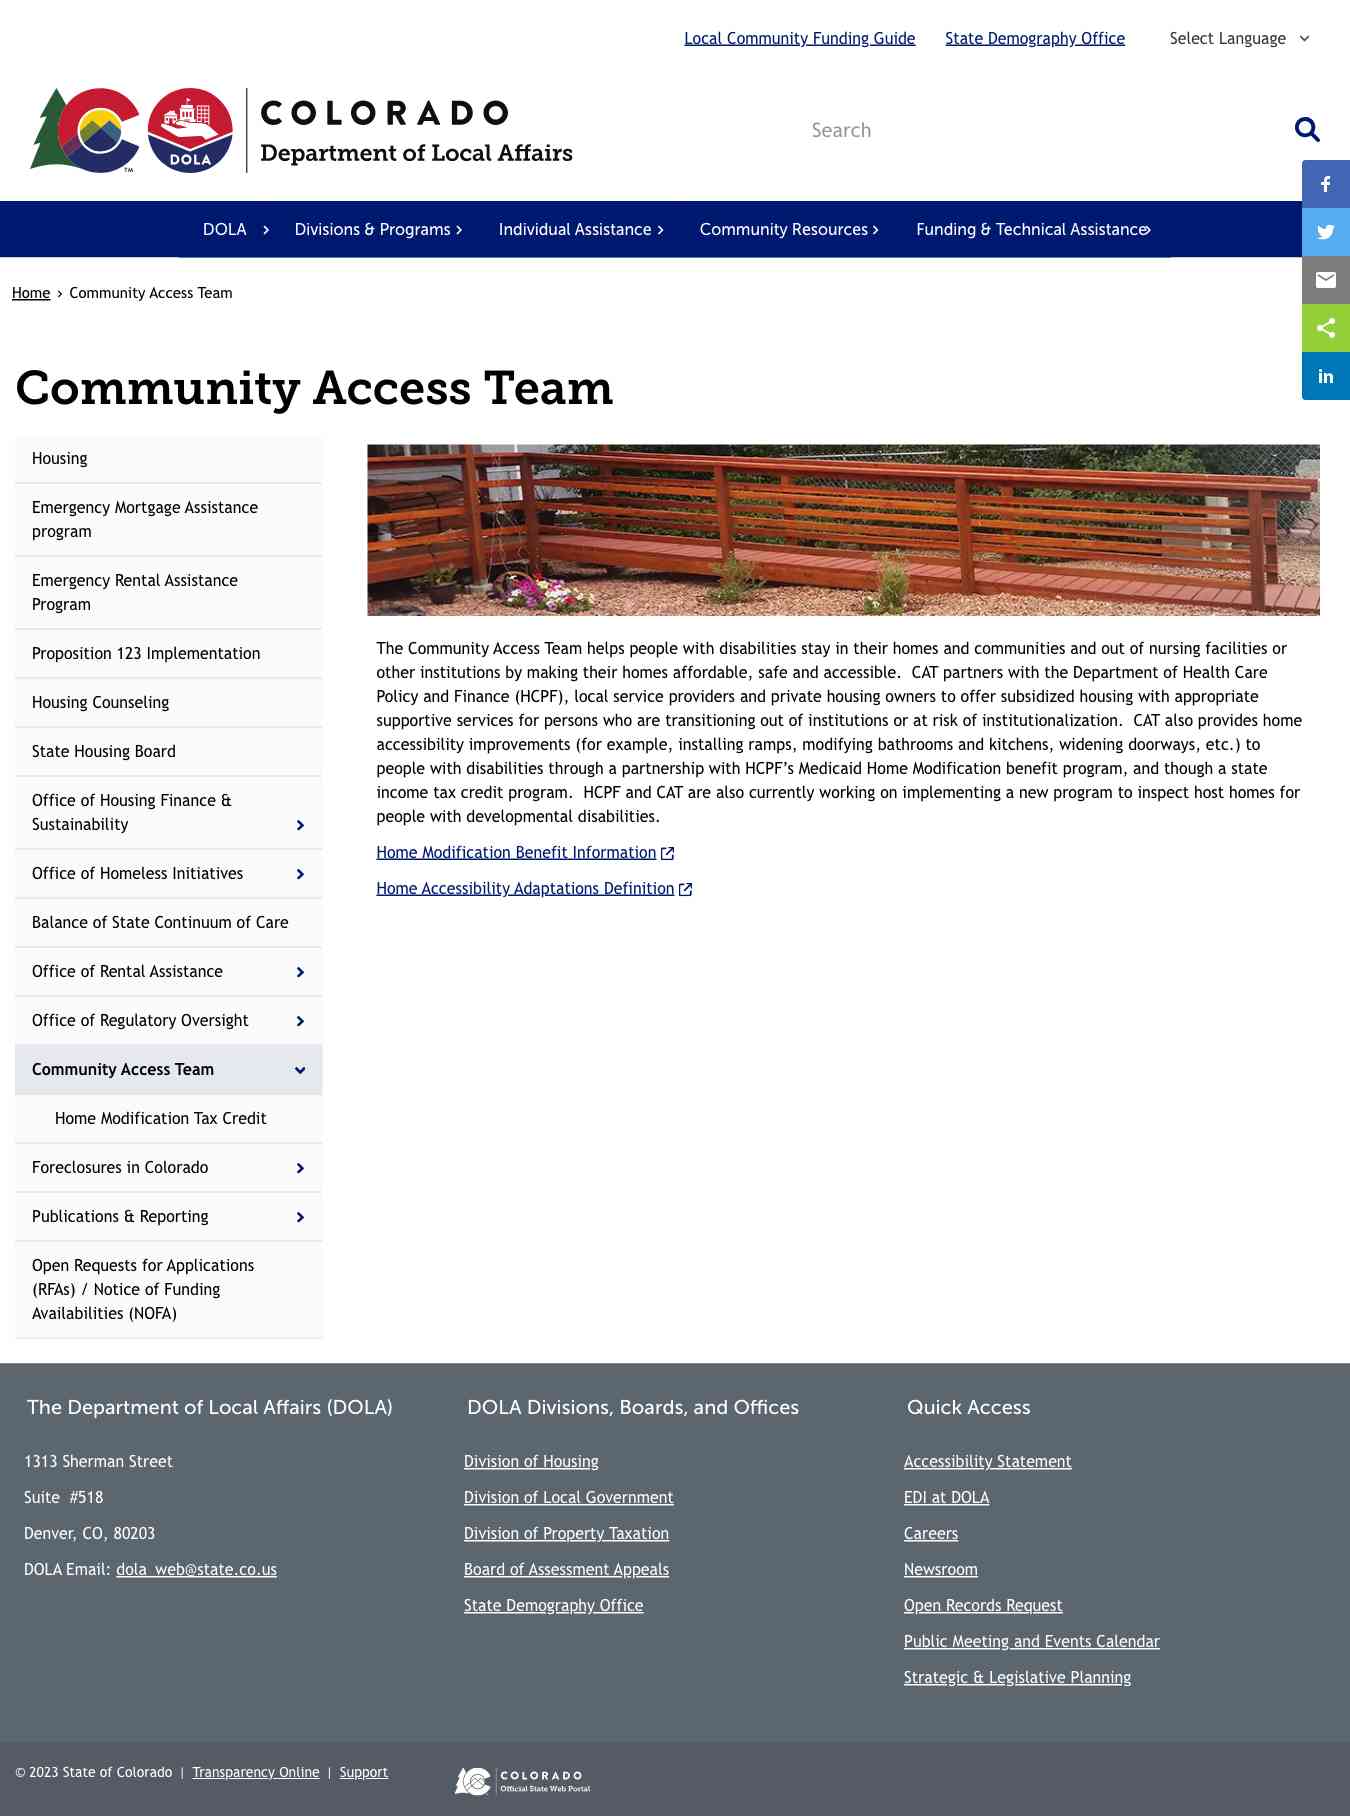 Local Community Funding Guide State Demography Office Select Language
TM
DOLA
COLORADO
Department of Local Affairs
Search
DOLA Divisions & Programs Individual Assistance Community Resources Funding & Technical Assistance
Home › Community Access Team
Community Access Team
Housing
Emergency Mortgage Assistance
program
Emergency Rental Assistance
Program
Proposition 123 Implementation
Housing Counseling
State Housing Board
Office of Housing Finance &
Sustainability
Office of Homeless Initiatives
Balance of State Continuum of Care
Office of Rental Assistance
Office of Regulatory Oversight
Community Access Team
Home Modification Tax Credit
Foreclosures in Colorado
Publications & Reporting
Open Requests for Applications
(RFAs) / Notice of Funding
Availabilities (NOFA)
The Community Access Team helps people with disabilities stay in their homes and communities and out of nursing facilities or
other institutions by making their homes affordable, safe and accessible.  CAT partners with the Department of Health Care
Policy and Finance (HCPF), local service providers and private housing owners to offer subsidized housing with appropriate
supportive services for persons who are transitioning out of institutions or at risk of institutionalization.  CAT also provides home
accessibility improvements (for example, installing ramps, modifying bathrooms and kitchens, widening doorways, etc.) to
people with disabilities through a partnership with HCPF’s Medicaid Home Modification benefit program, and though a state
income tax credit program.  HCPF and CAT are also currently working on implementing a new program to inspect host homes for
people with developmental disabilities.
Home Modification Benefit Information
Home Accessibility Adaptations Definition
The Department of Local Affairs (DOLA)
1313 Sherman Street
Suite  #518
Denver, CO, 80203
DOLA Email: dola_web@state.co.us
DOLA Divisions, Boards, and Offices
Division of Housing
Division of Local Government
Division of Property Taxation
Board of Assessment Appeals
State Demography Office
Quick Access
Accessibility Statement
EDI at DOLA
Careers
Newsroom
Open Records Request
Public Meeting and Events Calendar
Strategic & Legislative Planning
© 2023 State of Colorado | Transparency Online | Support
COLORADO
Official State Web Portal